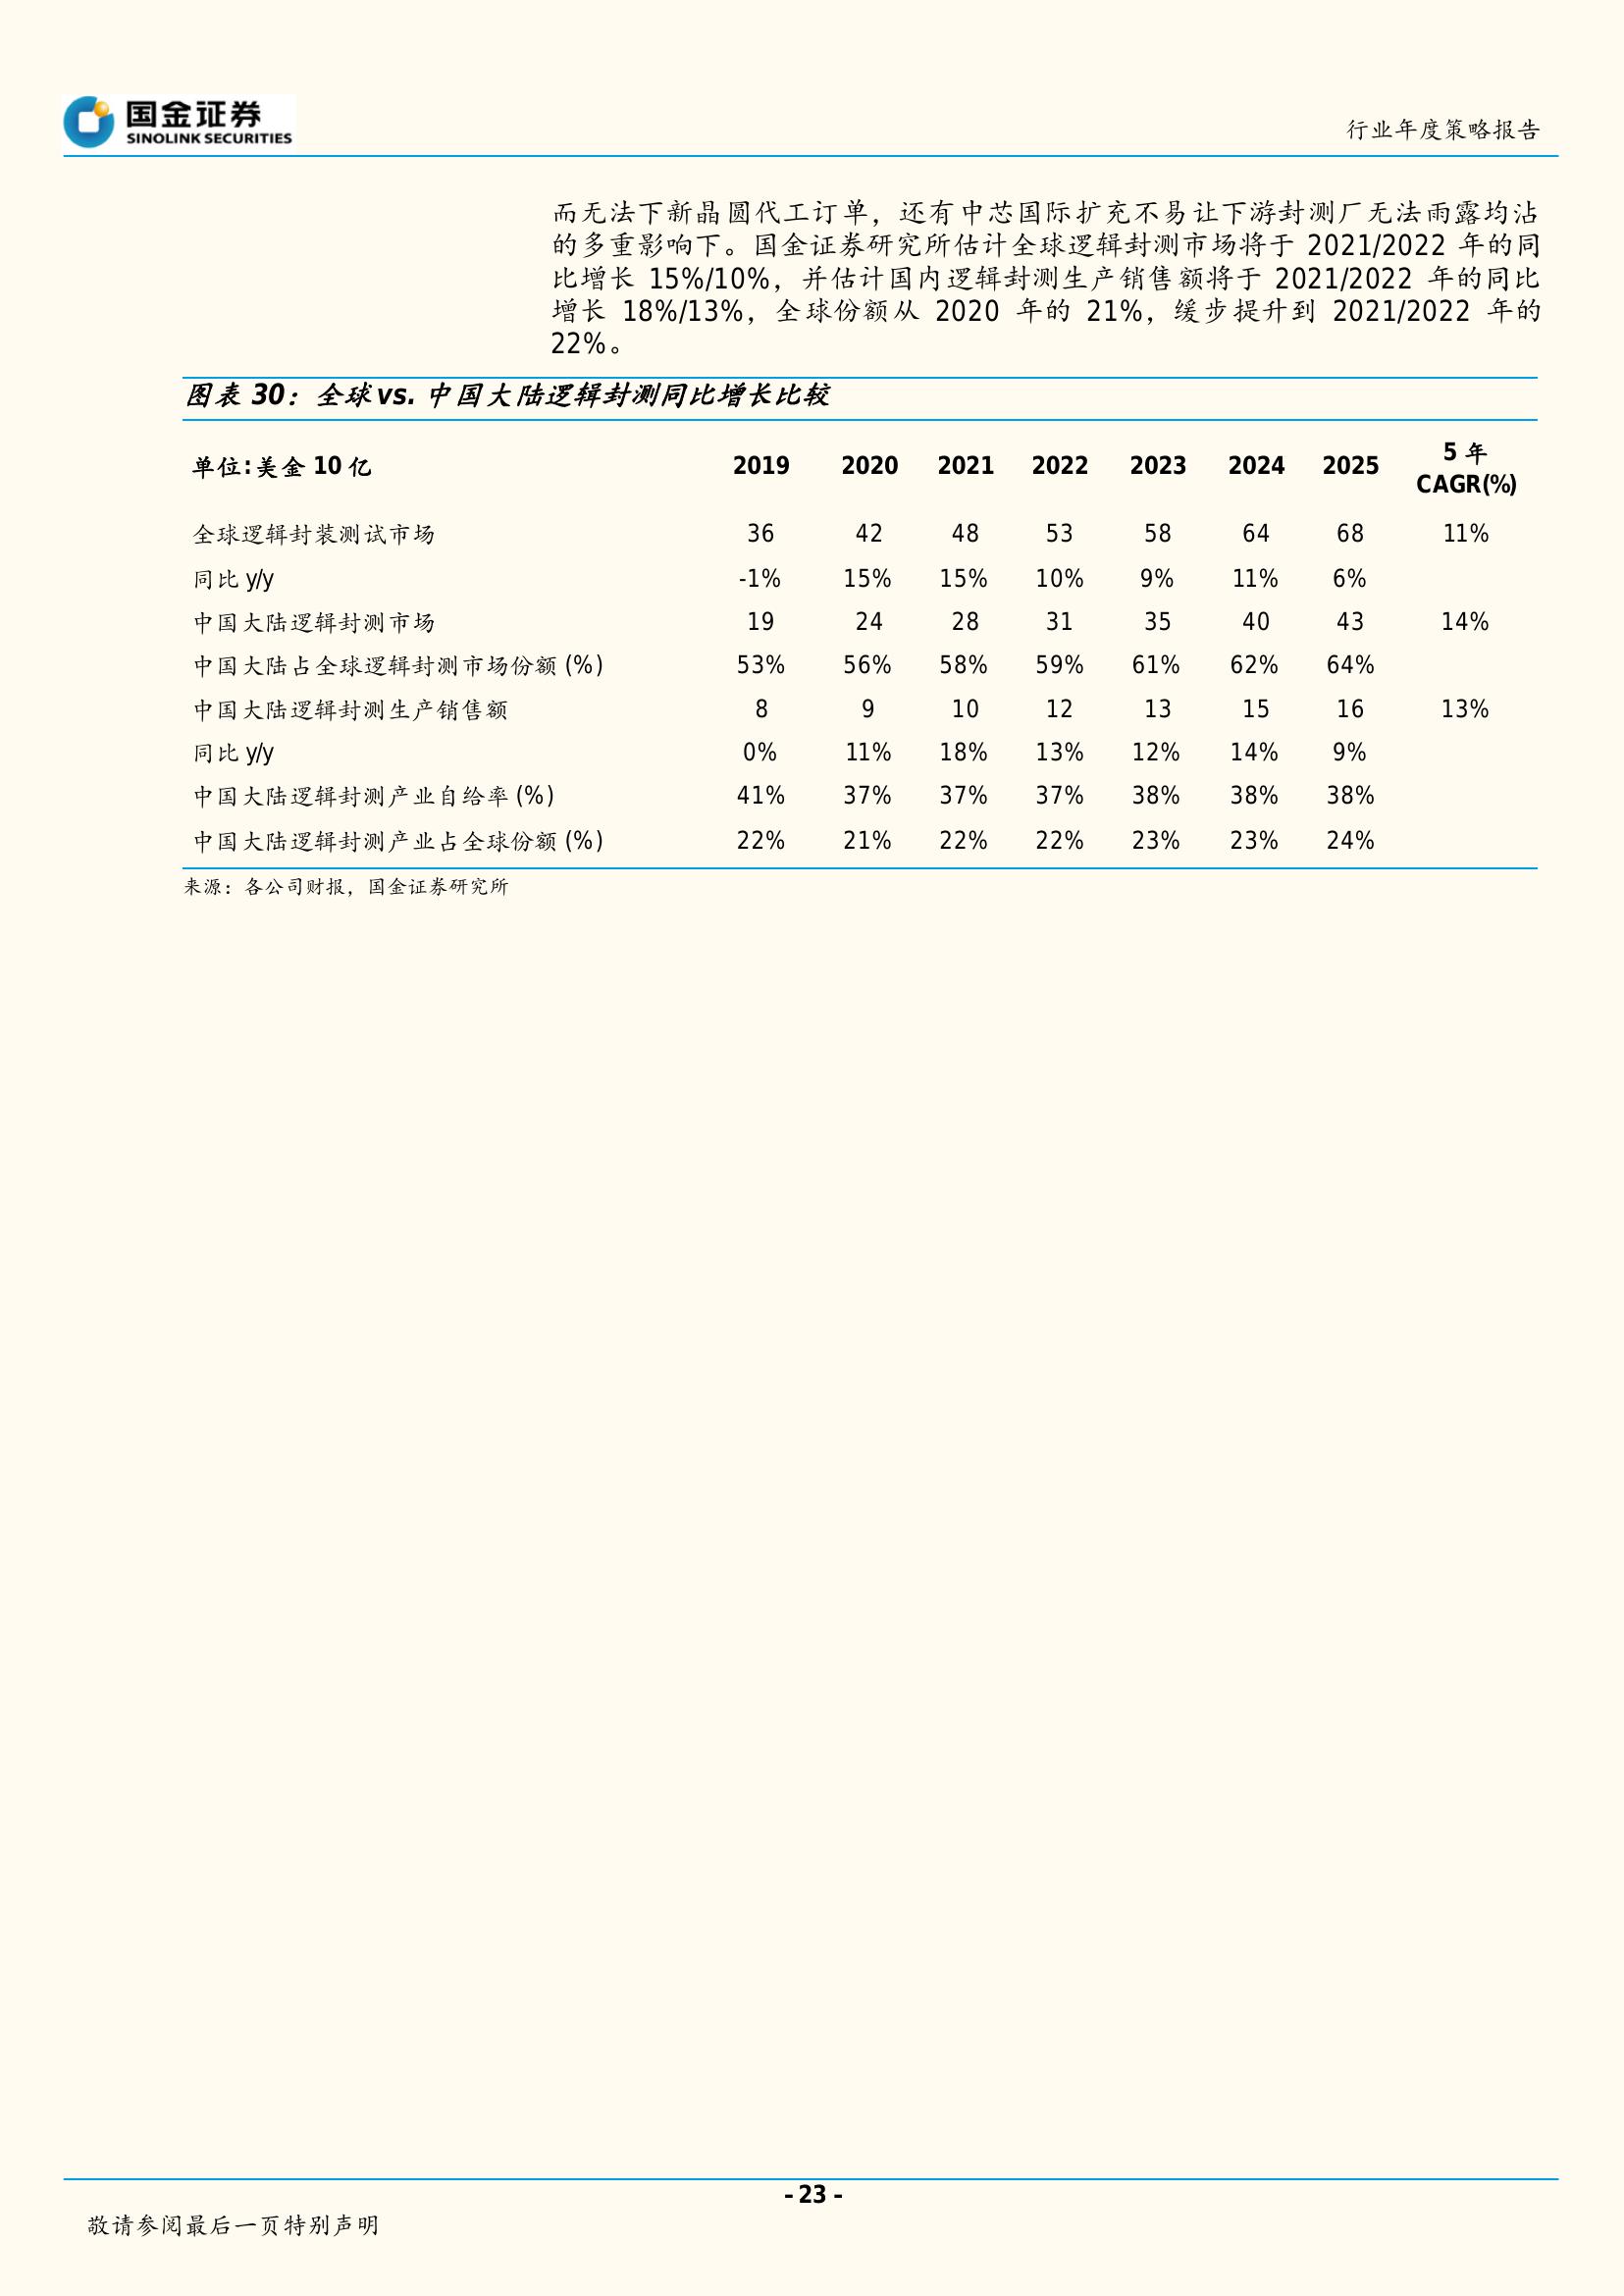 国金证券
SINOLINK SECURITIES
行业年度策略报告
而无法下新晶圆代工订单，还有中芯国际扩充不易让下游封测厂无法雨露均沾
的多重影响下。国金证券研究所估计全球逻辑封测市场将于 2021/2022 年的同
比增长 15%/10%，并估计国内逻辑封测生产销售额将于 2021/2022 年的同比
增长 18%/13%，全球份额从 2020 年的 21%，缓步提升到 2021/2022 年的
22%。
图表 30：全球 vs. 中国大陆逻辑封测同比增长比较
单位:美金 10 亿 2019 2020 2021 2022 2023 2024 2025 5 年
CAGR(%)
全球逻辑封装测试市场 36 42 48 53 58 64 68 11%
同比 y/y -1% 15% 15% 10% 9% 11% 6%
中国大陆逻辑封测市场 19 24 28 31 35 40 43 14%
中国大陆占全球逻辑封测市场份额 (%) 53% 56% 58% 59% 61% 62% 64%
中国大陆逻辑封测生产销售额 8 9 10 12 13 15 16 13%
同比 y/y 0% 11% 18% 13% 12% 14% 9%
中国大陆逻辑封测产业自给率 (%) 41% 37% 37% 37% 38% 38% 38%
中国大陆逻辑封测产业占全球份额 (%) 22% 21% 22% 22% 23% 23% 24%
来源：各公司财报，国金证券研究所
- 23 -
敬请参阅最后一页特别声明